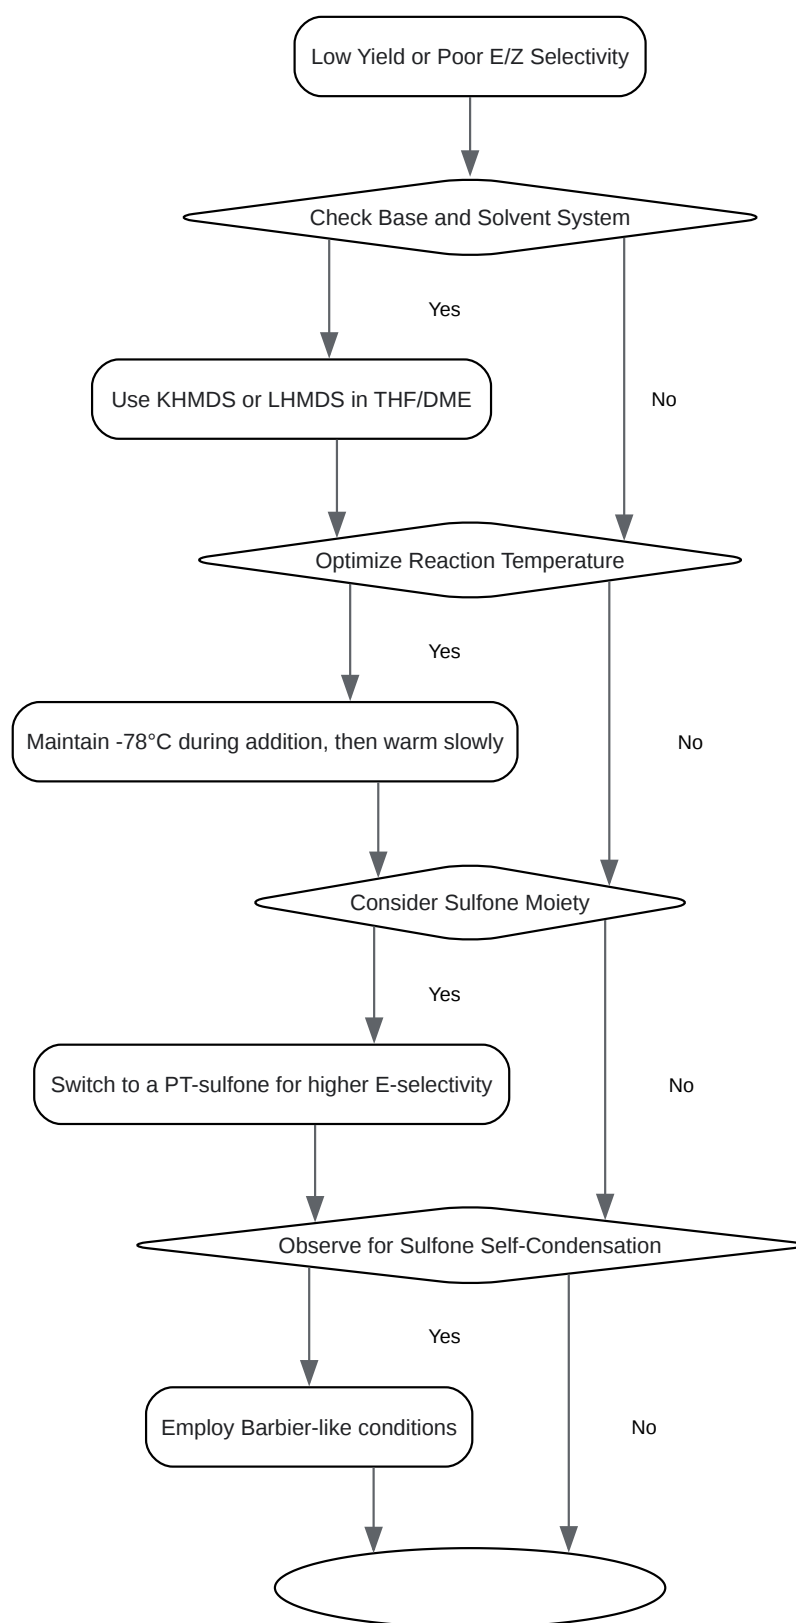 Low Yield or Poor E/Z Selectivity
Check Base and Solvent System
Yes
Use KHMDS or LHMDS in THF/DME
No
Optimize Reaction Temperature
Yes
Maintain -78°C during addition, then warm slowly
No
Consider Sulfone Moiety
Yes
Switch to a PT-sulfone for higher E-selectivity
No
Observe for Sulfone Self-Condensation
Yes
Employ Barbier-like conditions
No